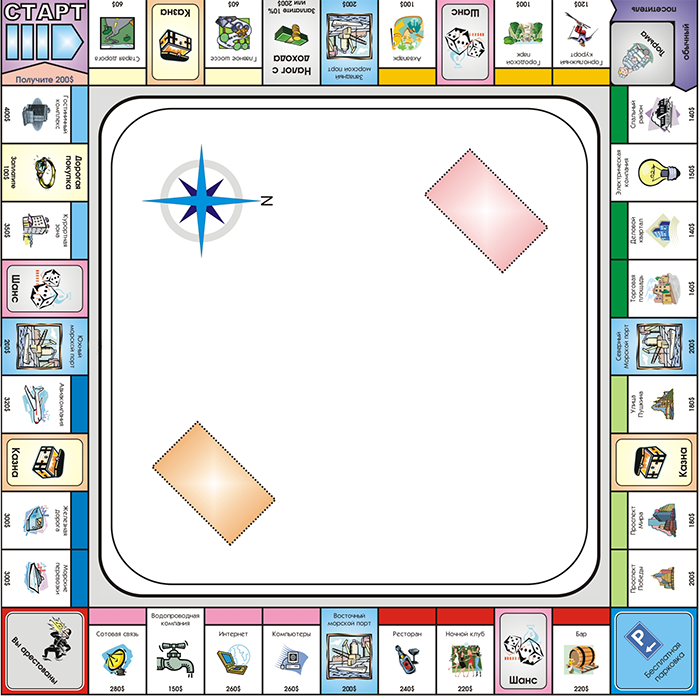 СТАРТ
Получите 200$
60$
Старая дорога
Казна
60$
Главное шоссе
Налог с
дохода
Заплатите 10%
или 200$
200$
Западный
морской порт
100$
Аквапарк
Шанс
100$
Городской
парк
120$
Горнолыжный
курорт
Тюрьма
обычный
посетитель
Спальный
район
140$
Электрическая
компания
150$
Деловой
квартал
140$
Торговая
площадь
160$
Северный
Морской порт
200$
Улица
Пушкина
180$
Казна
Проспект
Мира
180$
Проспект
Победы
200$
P
Бесплатная
парковка
Бар
220$
Шанс
Ночной клуб
220$
Ресторан
240$
Восточный
морской порт
200$
Компьютеры
260$
Интернет
260$
Водопроводная
компания
150$
Сотовая связь
280$
Вы арестованы
Морские
перевозки
300$
Железная
дорога
300$
Казна
Авиакомпания
320$
Южный
морской порт
200$
Шанс
Курортная
зона
350$
Дорогая
покупка
Заплатите
100$
Гостиничный
комплекс
400$
N